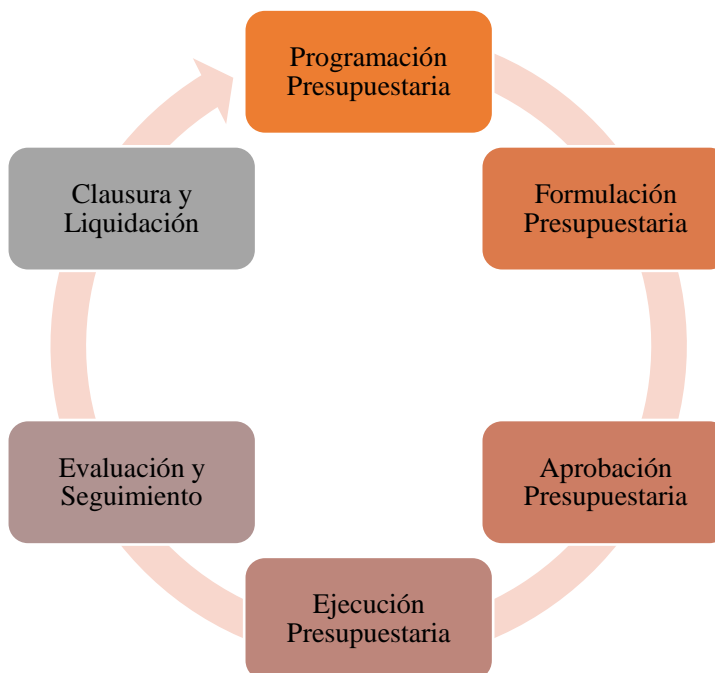 Programación
Presupuestaria
Formulación
Presupuestaria
Aprobación
Presupuestaria
Ejecución
Presupuestaria
Evaluación y
Seguimiento
Clausura y
Liquidación